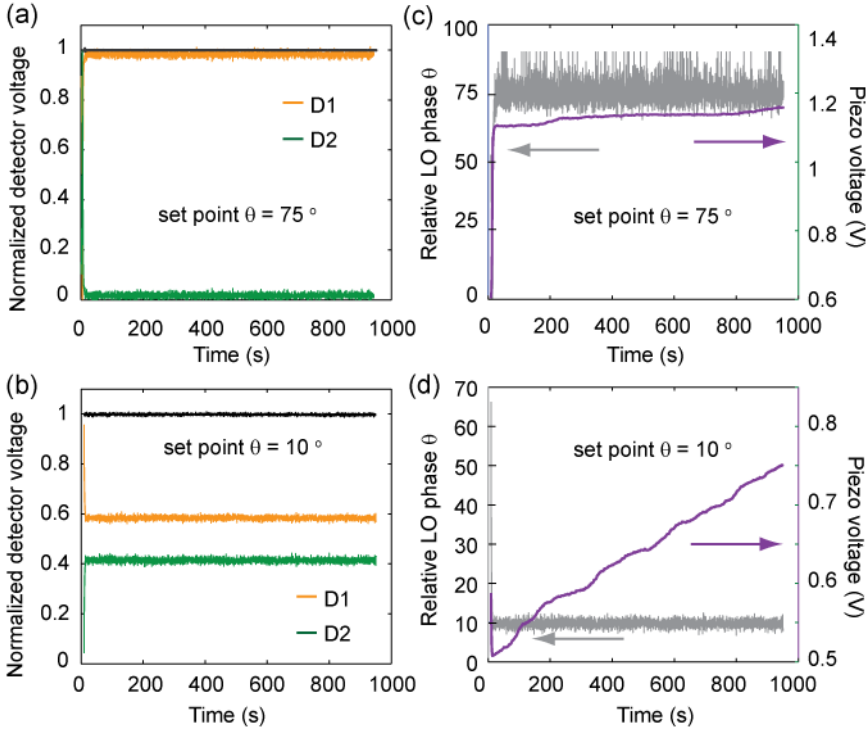 (a)
Normalized detector voltage
1
0.8
0.6
0.4
0.2
0
D1
D2
set point θ = 75 °
0 200 400 600 800 1000
Time (s)
(c)
Relative LO phase θ
100
75
50
25
0
1.4
1.2
1
0.8
0.6
Piezo voltage (V)
set point θ = 75 °
0 200 400 600 800 1000
Time (s)
(b)
Normalized detector voltage
1
0.8
0.6
0.4
0.2
0
set point θ = 10 °
D1
D2
0 200 400 600 800 1000
Time (s)
(d)
Relative LO phase θ
70
60
50
40
30
20
10
0
0.8
0.7
0.6
0.5
Piezo voltage (V)
set point θ = 10 °
0 200 400 600 800 1000
Time (s)